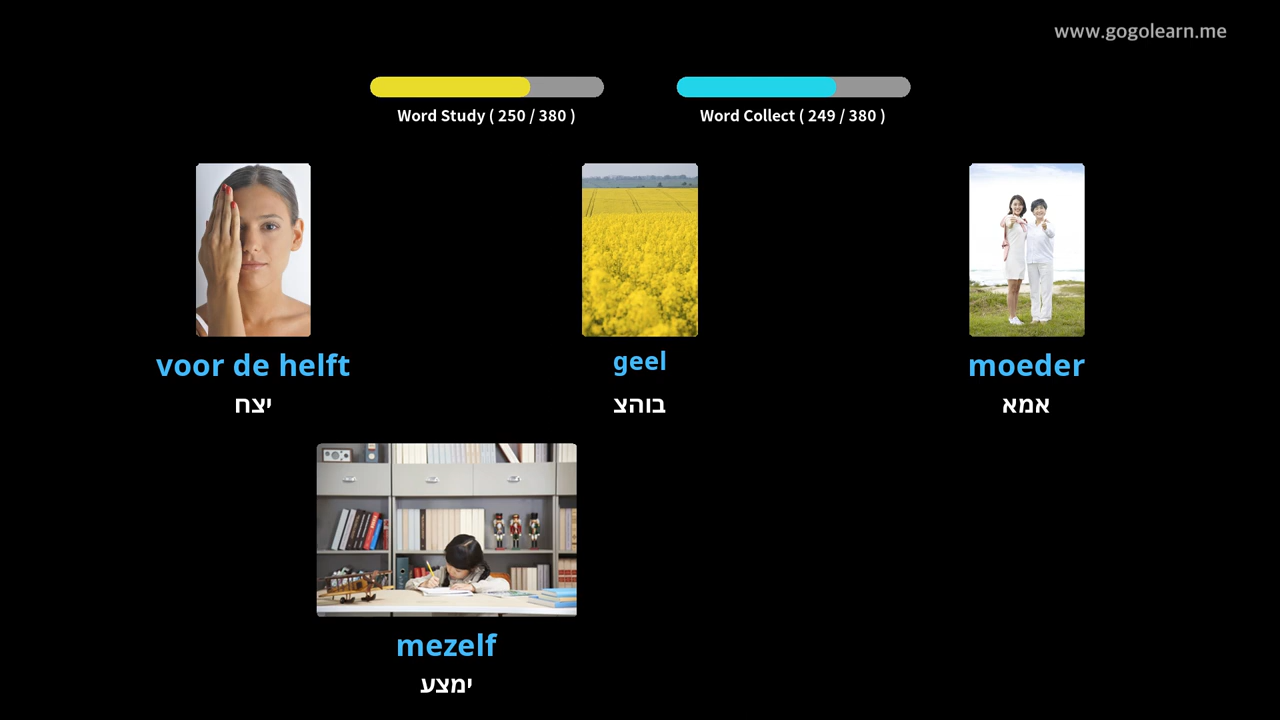 www.gogolearn.me
Word Study ( 250 / 380 )
Word Collect ( 249 / 380 )
voor de helft
יצח
geel
בוהצ
moeder
אמא
mezelf
ימצע